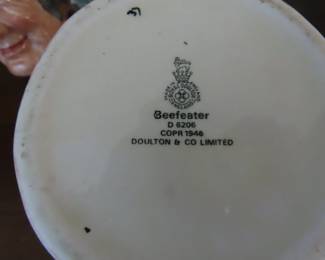 Beefeater
D 6206
COPR 1946
DOULTON & CO LIMITED